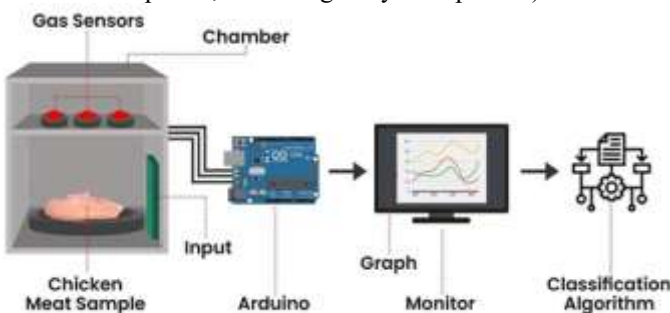 Gas Sensors
Chamber
Input
Graph
Chicken
Meat Sample
Arduino
Monitor
Classification
Algorithm